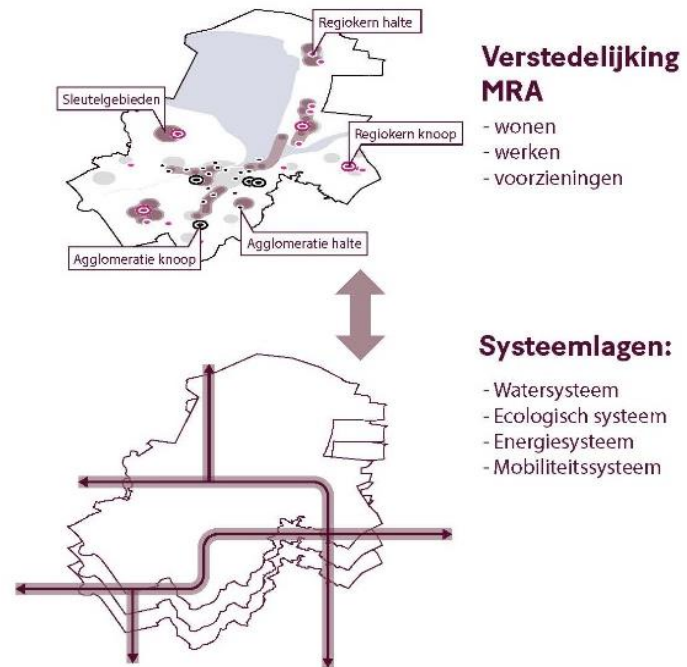 Regiokern halte
Sleutelgebieden
Regiokern knoop
Agglomeratie halte
Agglomeratie knoop
Verstedelijking
MRA
- wonen
- werken
- voorzieningen
Systeemlagen:
- Watersysteem
- Ecologisch systeem
- Energiesysteem
- Mobiliteitssysteem